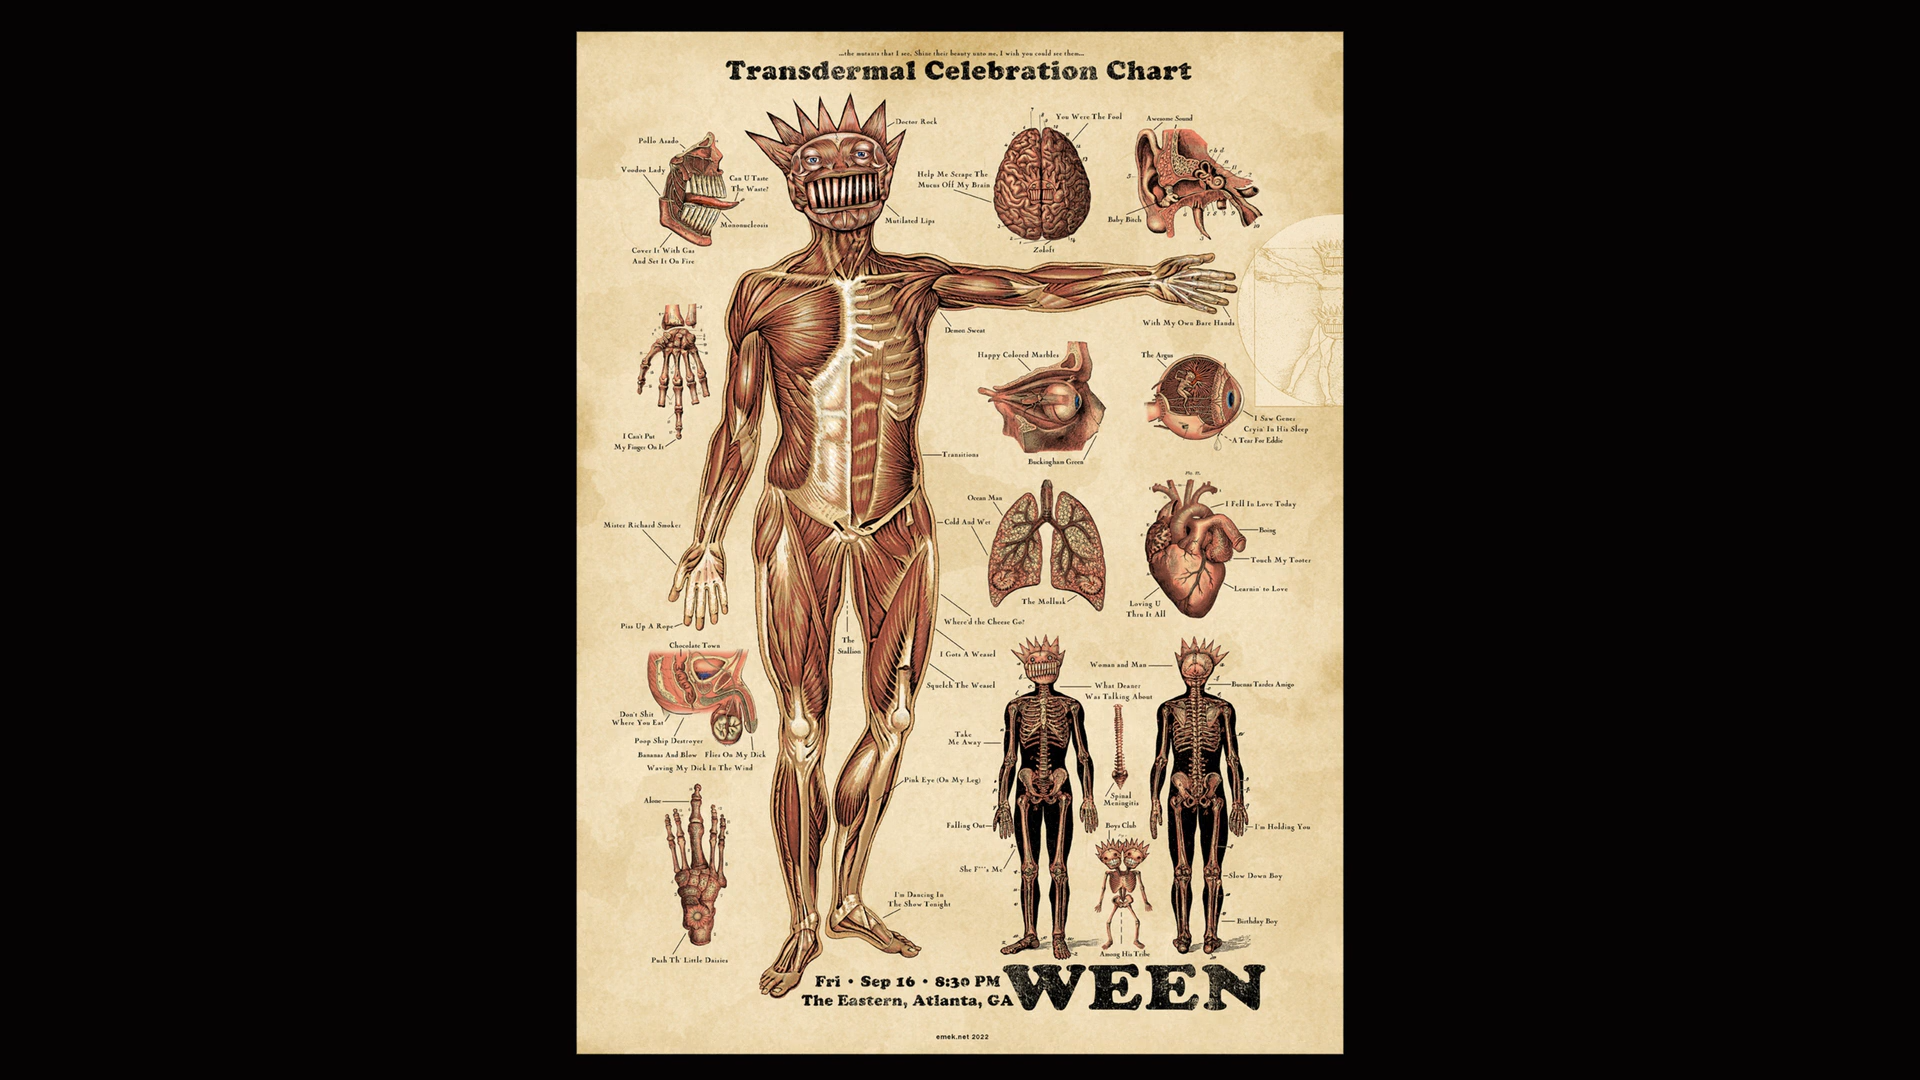 ...the mutants that I see, Shine their beauty unto me, I wish you could see them...
Transdermal Celebration Chart
Doctor Rock
Mutilated Lips
Pollo Asado
Voodoo Lady
Can U Taste
The Waste?
Mononucleosis
Cover It With Gas
And Set It On Fire
You Were The Fool
Help Me Scrape The
Mucus Off My Brain
Zoloft
Awesome Sound
Baby Bitch
Demon Sweat
With My Own Bare Hands
I Can't Put
My Finger On It
Happy Colored Marbles
Buckingham Green
The Argus
I Saw Gener
Cryin' In His Sleep
A Tear For Eddie
Transitions
Mister Richard Smoker
Piss Up A Rope
Ocean Man
Cold And Wet
The Mollusk
Fig. 22.
I Fell In Love Today
Boing
Touch My Tooter
Learnin' to Love
Loving U
Thru It All
Where'd the Cheese Go?
The
Stallion
I Gots A Weasel
Squelch The Weasel
Chocolate Town
Don't Shit
Where You Eat
Poop Ship Destroyer
Bananas And Blow
Flies On My Dick
Waving My Dick In The Wind
Woman and Man
What Deaner
Was Talking About
Buenas Tardes Amigo
Take
Me Away
Spinal
Meningitis
Pink Eye (On My Leg)
Alone
Falling Out
Boys Club
I'm Holding You
She F***s Me
Slow Down Boy
I'm Dancing In
The Show Tonight
Birthday Boy
Push Th' Little Daisies
Among His Tribe
Fri • Sep 16 • 8:30 PM
The Eastern, Atlanta, GA
WEEN
emek.net 2022